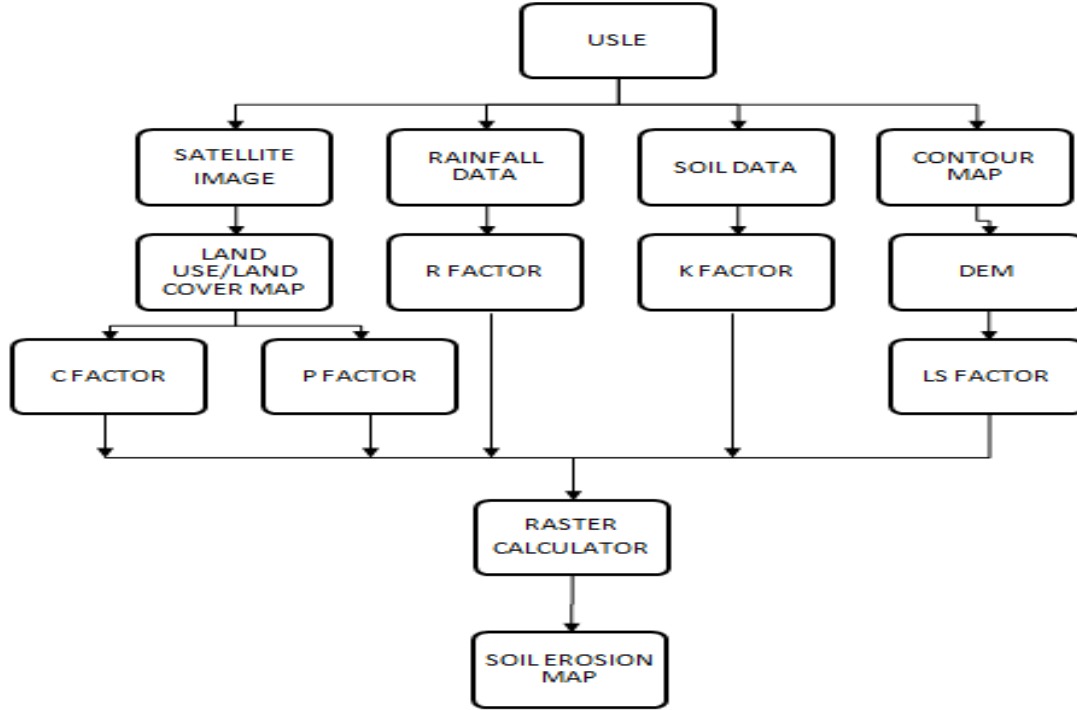 USLE
SATELLITE
IMAGE
RAINFALL
DATA
SOIL DATA
CONTOUR
MAP
LAND
USE/LAND
COVER MAP
R FACTOR
K FACTOR
DEM
C FACTOR
P FACTOR
LS FACTOR
RASTER
CALCULATOR
SOIL EROSION
MAP